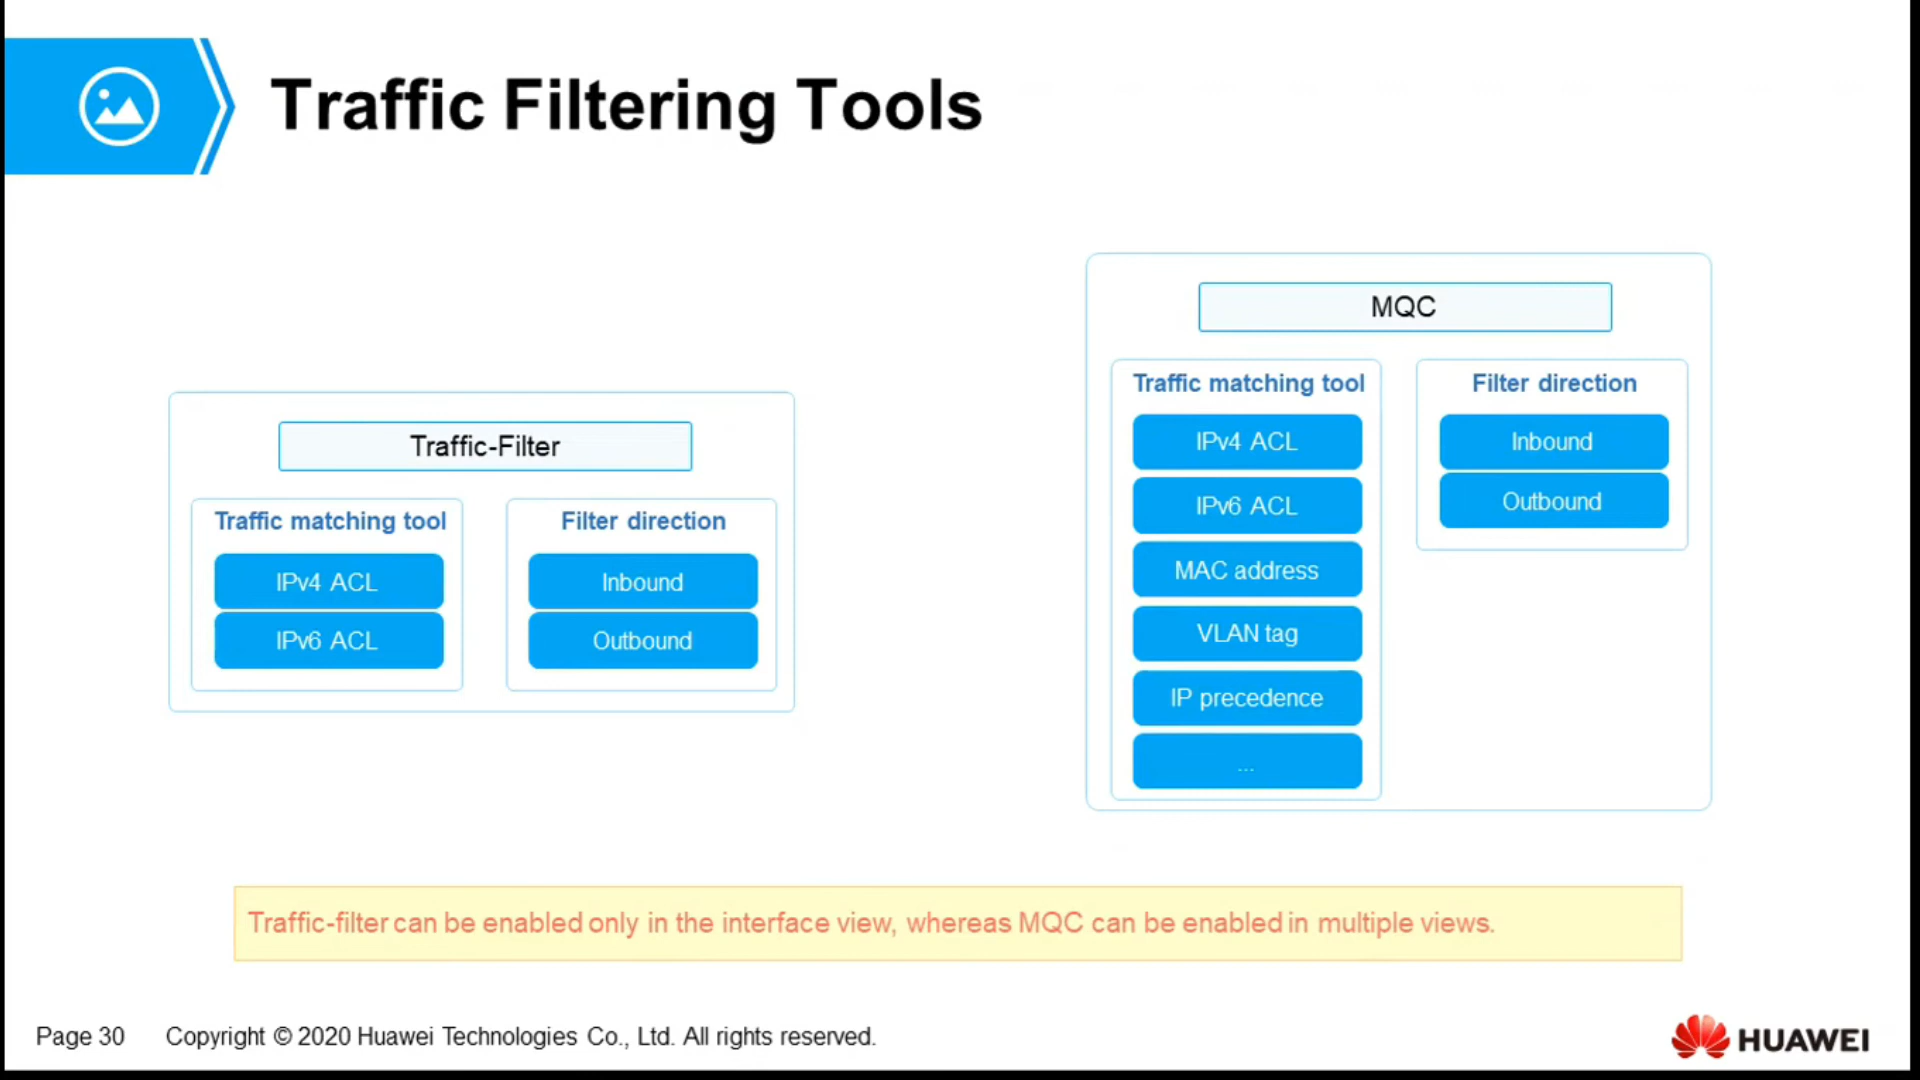 Traffic Filtering Tools
Traffic-Filter
Traffic matching tool
IPv4 ACL
IPv6 ACL
Filter direction
Inbound
Outbound
MQC
Traffic matching tool
IPv4 ACL
IPv6 ACL
MAC address
VLAN tag
IP precedence
...
Filter direction
Inbound
Outbound
Traffic-filter can be enabled only in the interface view, whereas MQC can be enabled in multiple views.
Page 30 Copyright © 2020 Huawei Technologies Co., Ltd. All rights reserved.
HUAWEI